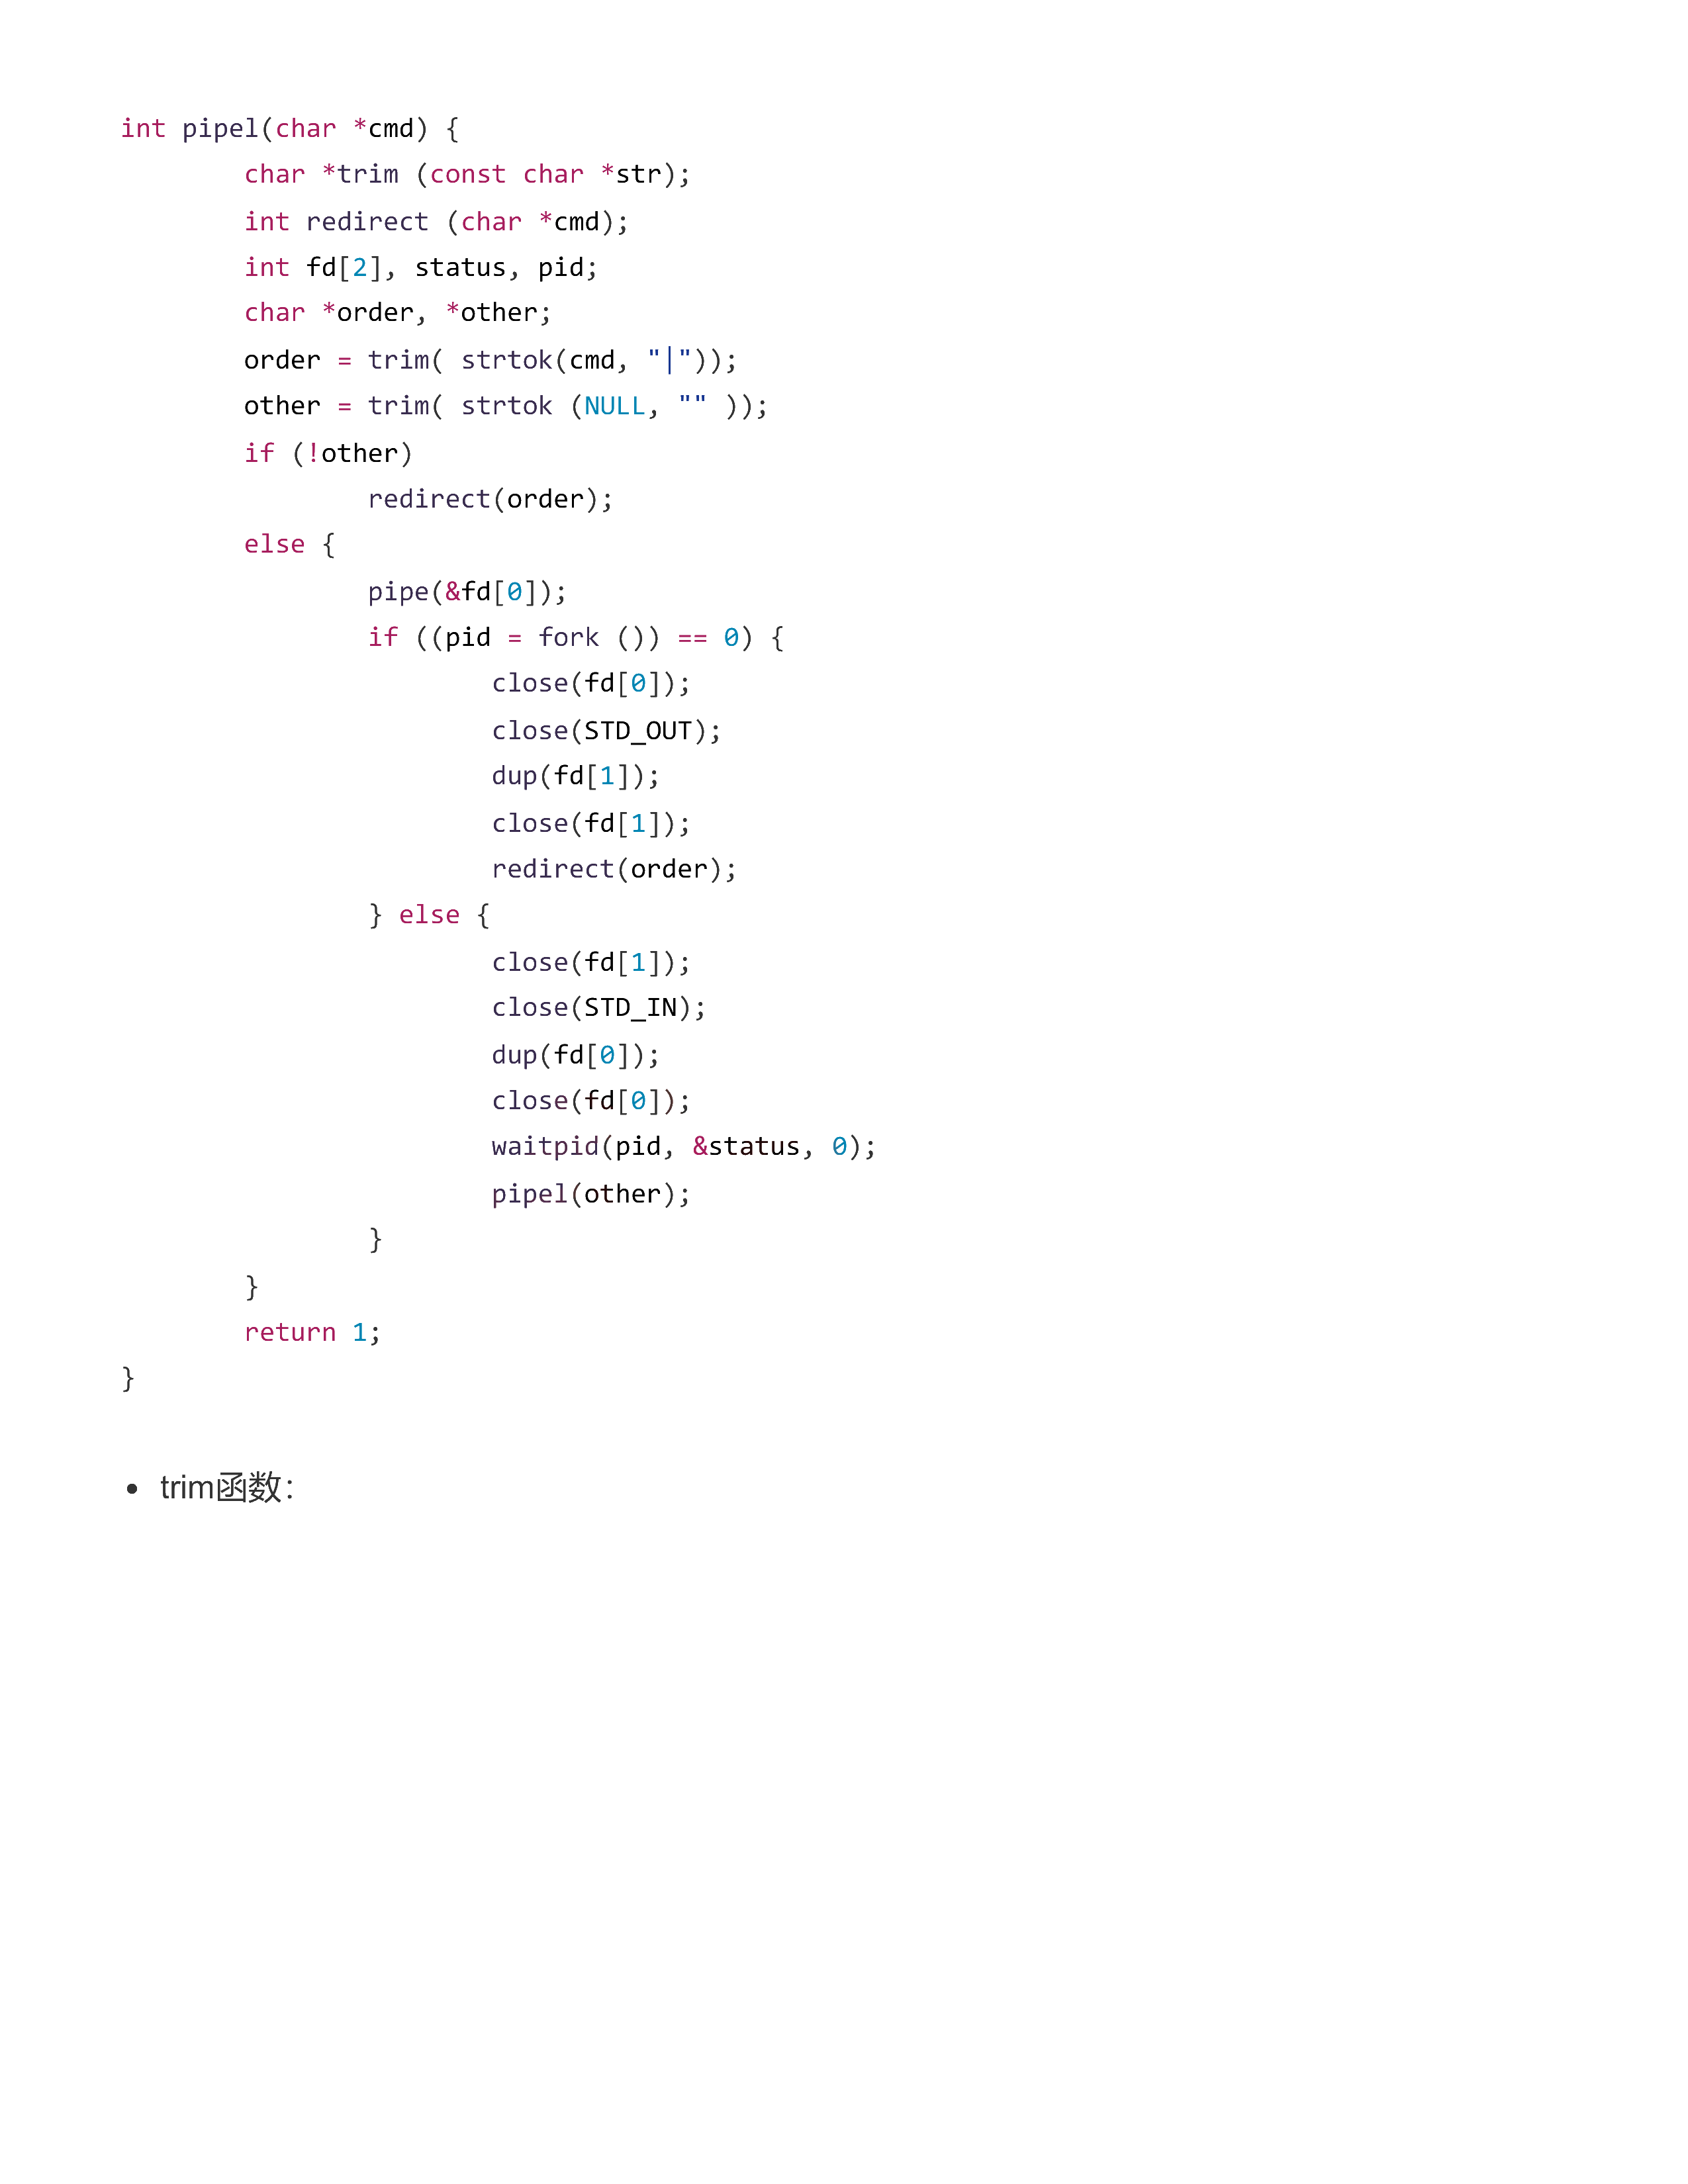 int pipel(char *cmd) {
        char *trim (const char *str);
        int redirect (char *cmd);
        int fd[2], status, pid;
        char *order, *other;
        order = trim( strtok(cmd, "|"));
        other = trim( strtok (NULL, "" ));
        if (!other)
                redirect(order);
        else {
                pipe(&fd[0]);
                if ((pid = fork ()) == 0) {
                        close(fd[0]);
                        close(STD_OUT);
                        dup(fd[1]);
                        close(fd[1]);
                        redirect(order);
                } else {
                        close(fd[1]);
                        close(STD_IN);
                        dup(fd[0]);
                        close(fd[0]);
                        waitpid(pid, &status, 0);
                        pipel(other);
                }
        }
        return 1;
}
• trim函数：